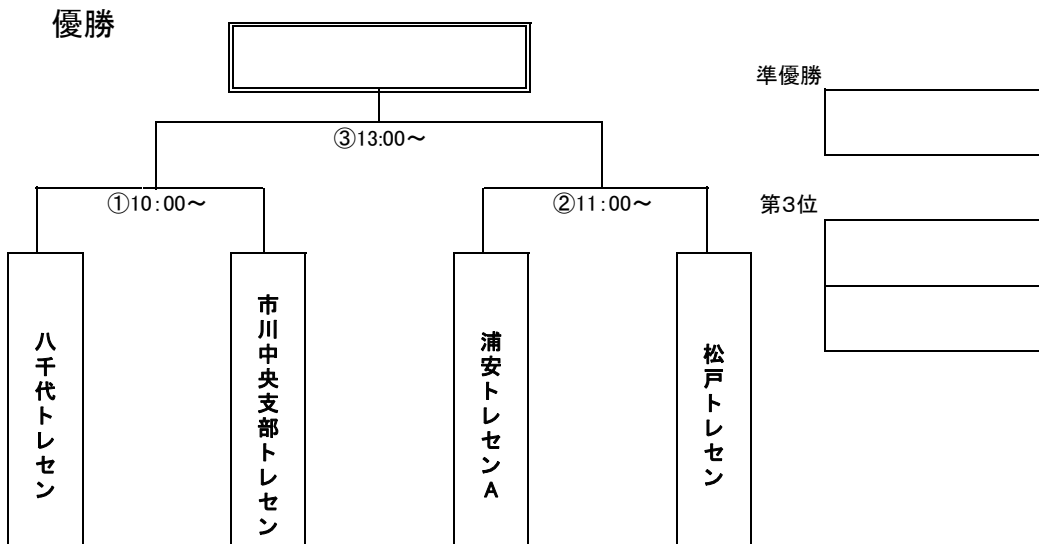 優勝
準優勝
③13:00～
①10:00～
②11:00～
第3位
八千代トレセン
市川中央支部トレセン
浦安トレセンA
松戸トレセン